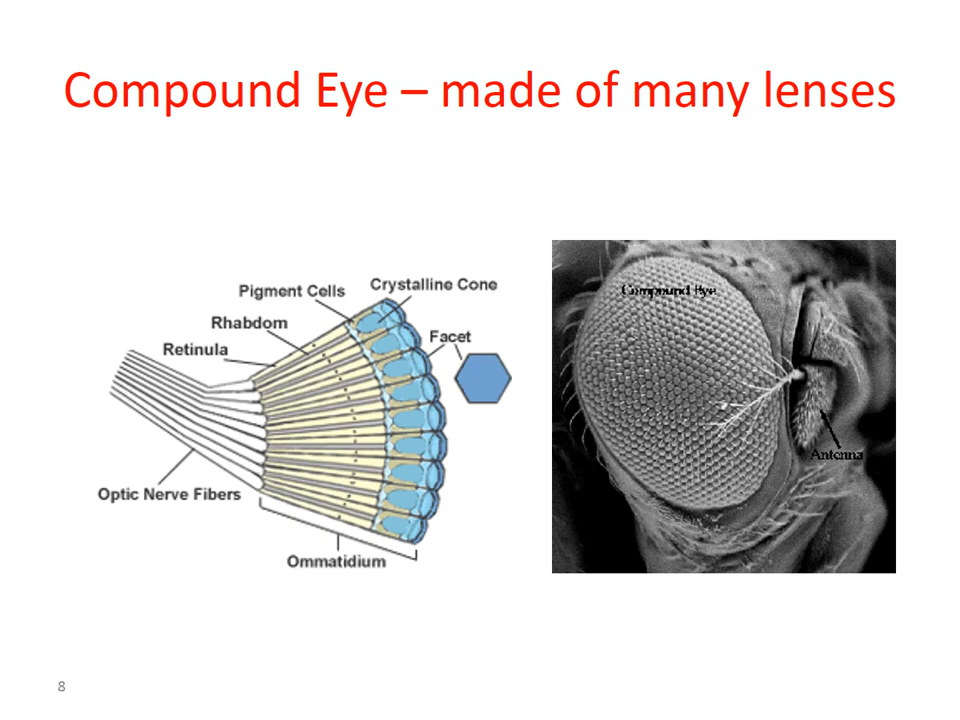 Compound Eye – made of many lenses
Pigment Cells
Crystalline Cone
Rhabdom
Facet
Retinula
Optic Nerve Fibers
Ommatidium
Compound Eye
Antenna
8